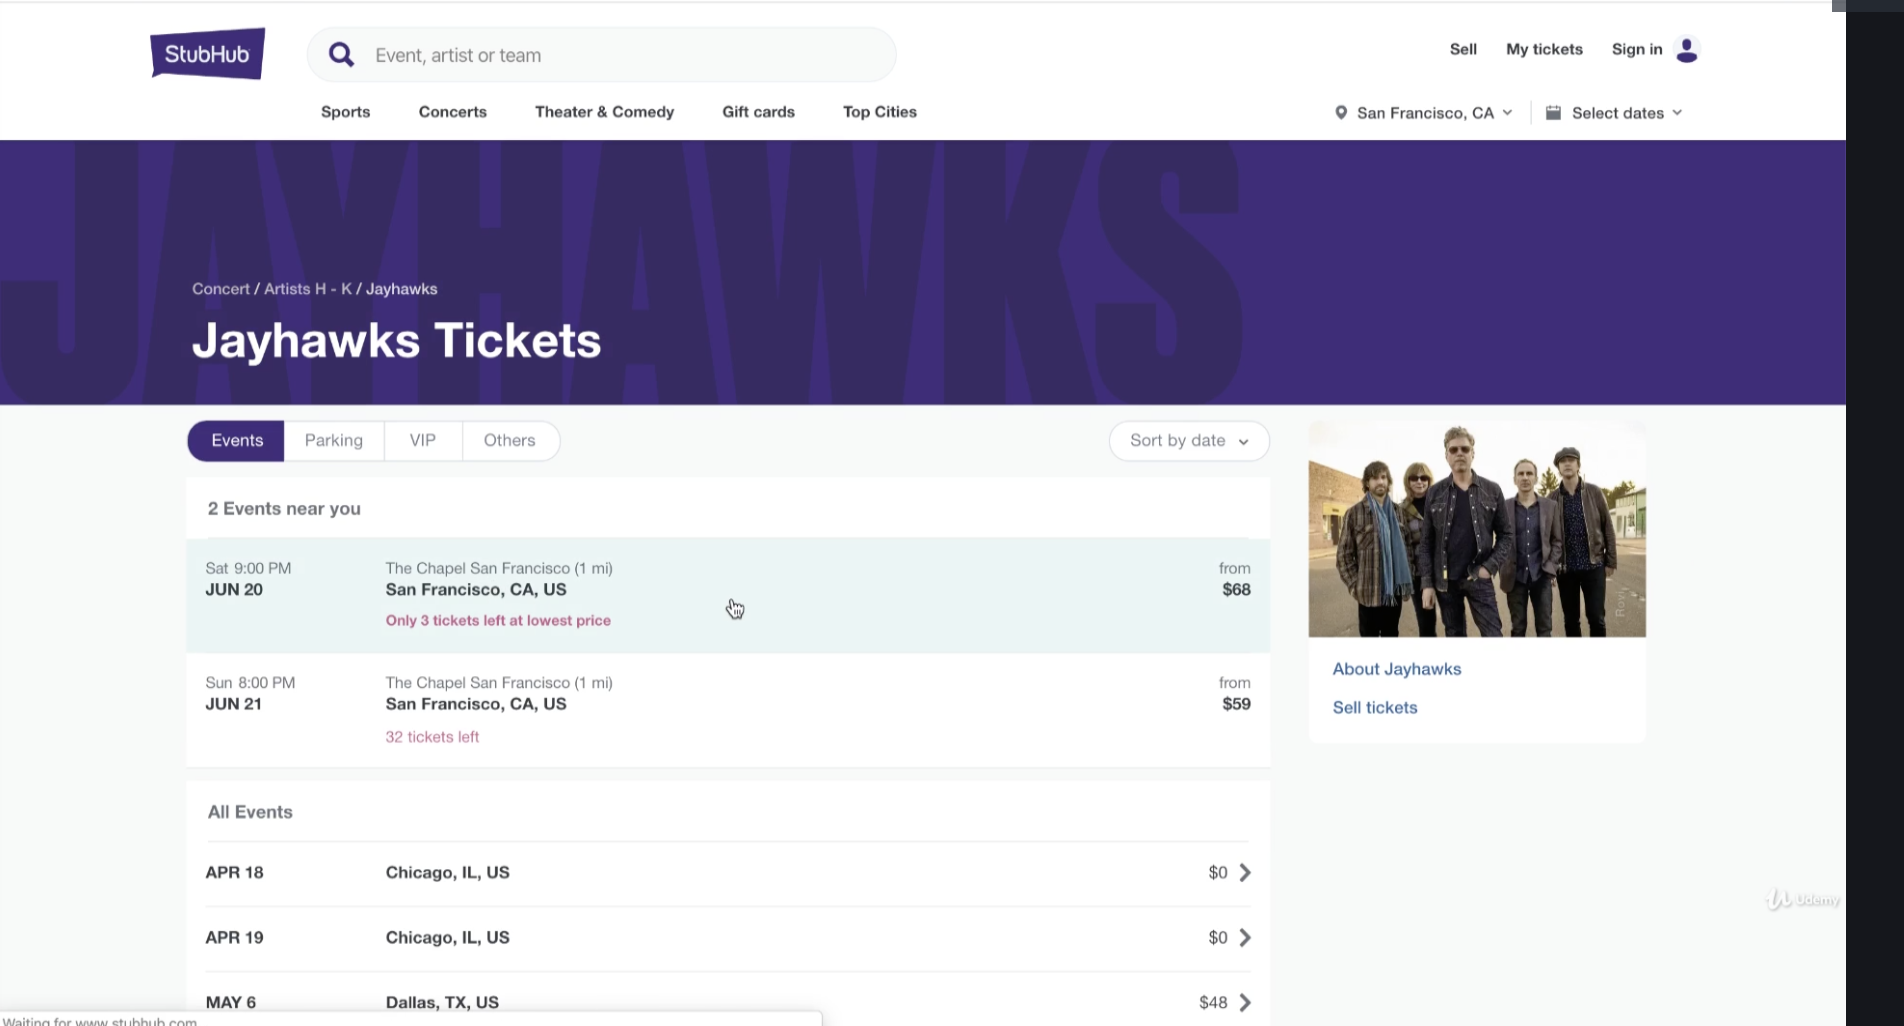 StubHub
Event, artist or team
Sell
My tickets
Sign in
Sports
Concerts
Theater & Comedy
Gift cards
Top Cities
San Francisco, CA
Select dates
JAYHAWKS
Concert / Artists H - K / Jayhawks
Jayhawks Tickets
Events
Parking
VIP
Others
Sort by date
2 Events near you
Sat 9:00 PM
The Chapel San Francisco (1 mi)
from
JUN 20
San Francisco, CA, US
$68
Only 3 tickets left at lowest price
Sun 8:00 PM
The Chapel San Francisco (1 mi)
from
JUN 21
San Francisco, CA, US
$59
32 tickets left
About Jayhawks
Sell tickets
All Events
APR 18
Chicago, IL, US
$0
APR 19
Chicago, IL, US
$0
MAY 6
Dallas, TX, US
$48
Udemy
Waiting for www.stubhub.com